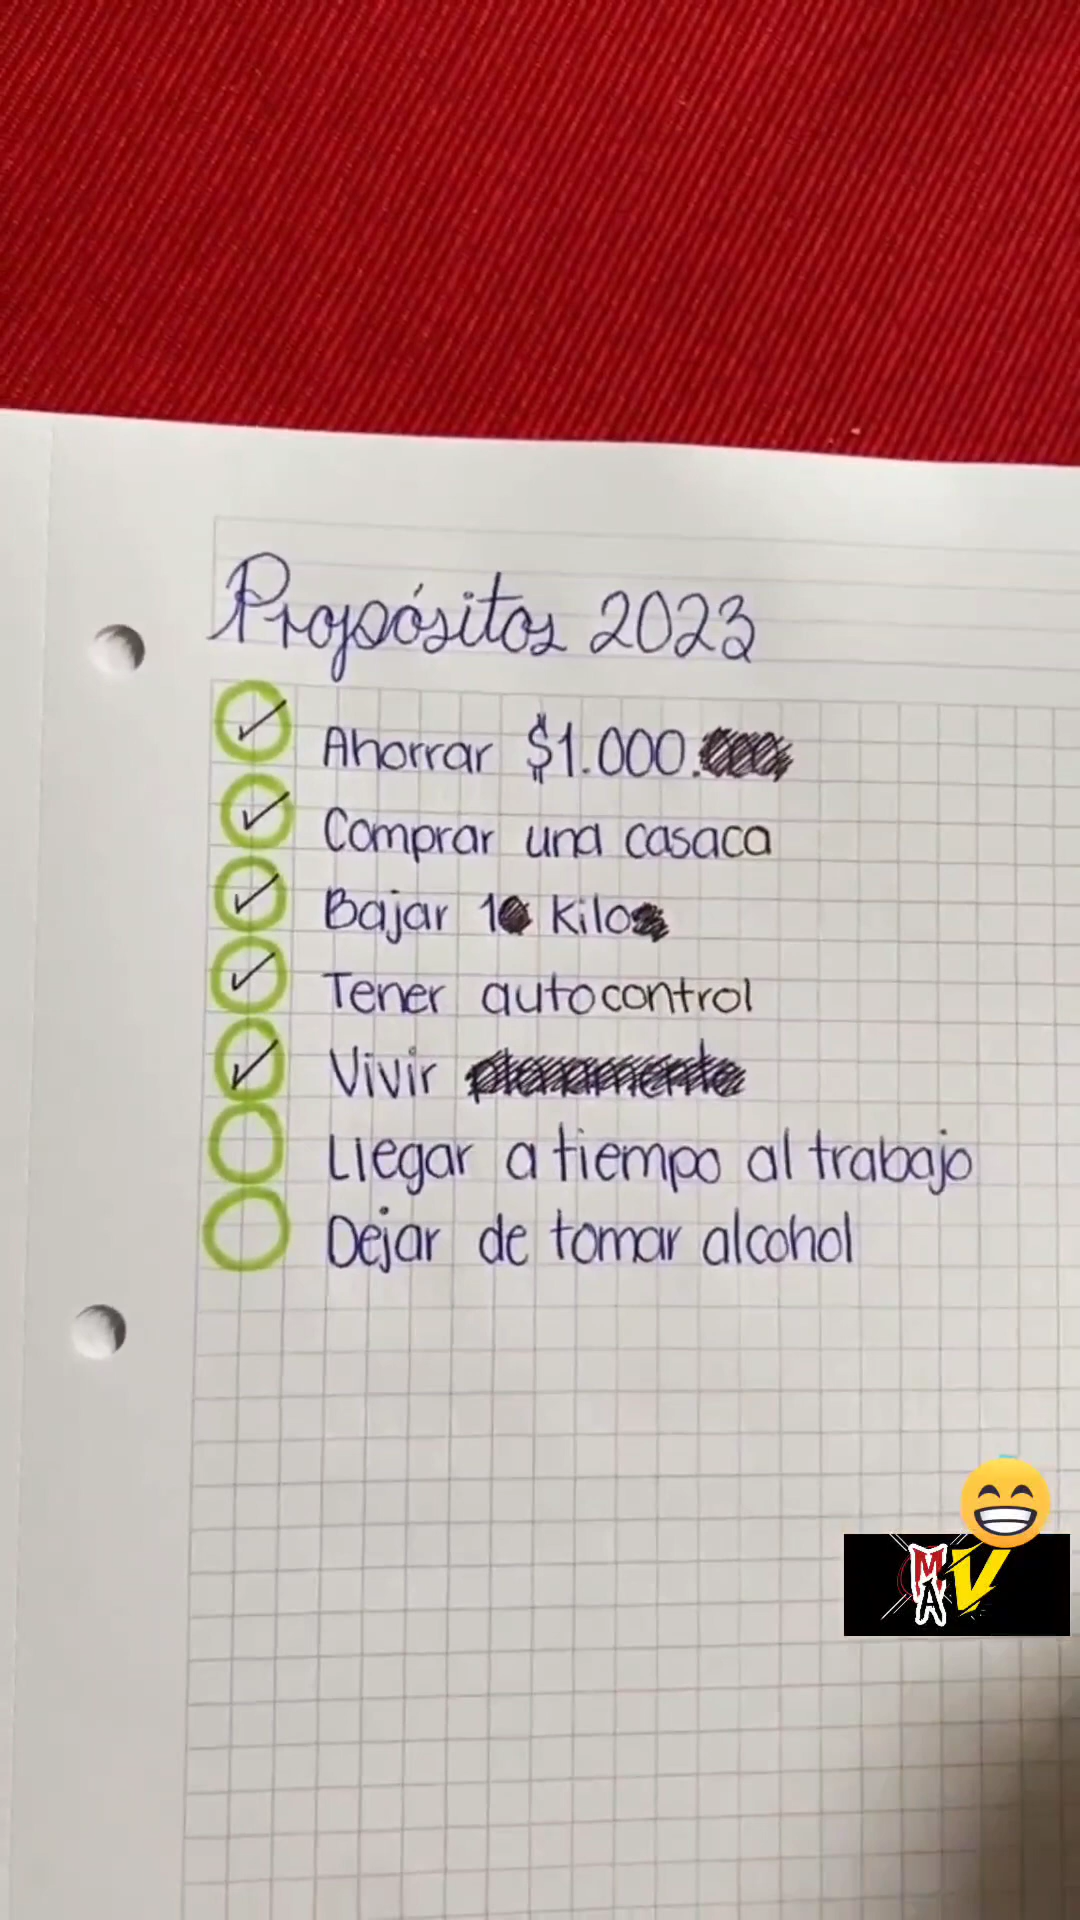 Propósitos 2023
Ahorrar $1.000.
Comprar una casaca
Bajar 1 Kilo
Tener autocontrol
Vivir
Llegar a tiempo al trabajo
Dejar de tomar alcohol
MA V